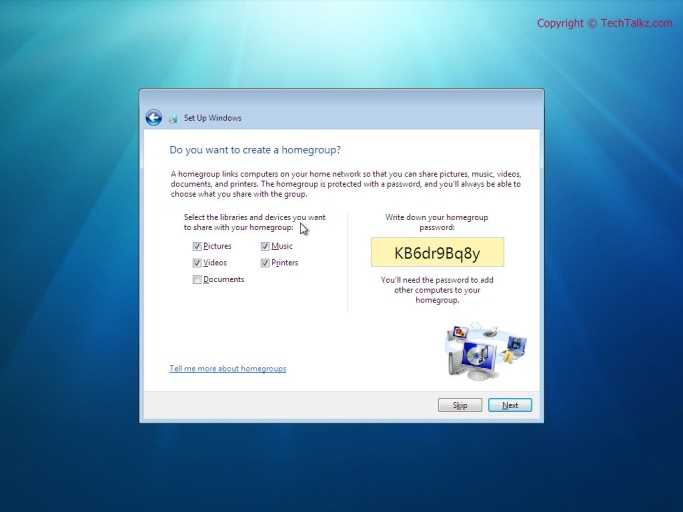 Copyright © TechTalkz.com
Set Up Windows
Do you want to create a homegroup?
A homegroup links computers on your home network so that you can share pictures, music, videos,
documents, and printers. The homegroup is protected with a password, and you'll always be able to
choose what you share with the group.
Select the libraries and devices you want
to share with your homegroup:
Pictures
Music
Videos
Printers
Documents
Write down your homegroup
password:
KB6dr9Bq8y
You'll need the password to add
other computers to your
homegroup.
Tell me more about homegroups
Skip
Next